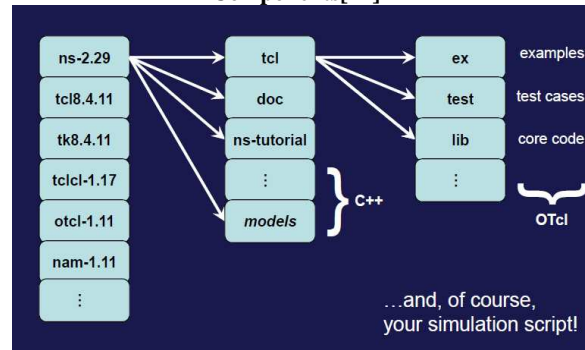 ns-2.29
tcl8.4.11
tk8.4.11
tclcl-1.17
otcl-1.11
nam-1.11
⋮
tcl
doc
ns-tutorial
⋮
models
C++
ex
test
lib
⋮
examples
test cases
core code
OTcl
...and, of course,
your simulation script!